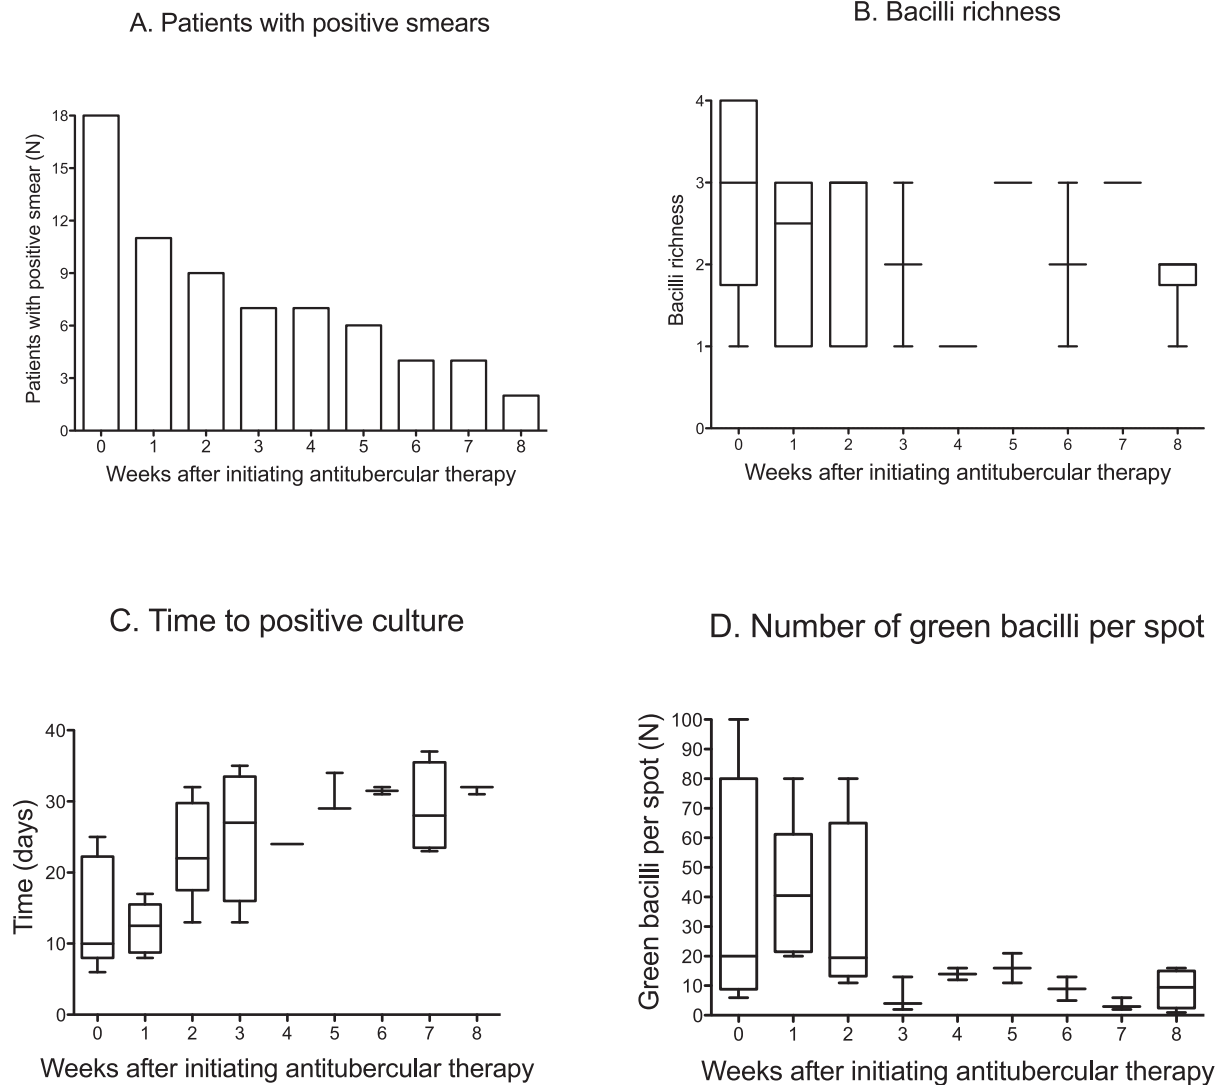 A. Patients with positive smears
Patients with positive smear (N)
18
15
12
9
6
3
0
0 1 2 3 4 5 6 7 8
Weeks after initiating antitubercular therapy
B. Bacilli richness
Bacilli richness
4
3
2
1
0
0 1 2 3 4 5 6 7 8
Weeks after initiating antitubercular therapy
C. Time to positive culture
Time (days)
40
30
20
10
0
0 1 2 3 4 5 6 7 8
Weeks after initiating antitubercular therapy
D. Number of green bacilli per spot
Green bacilli per spot (N)
100
90
80
70
60
50
40
30
20
10
0
0 1 2 3 4 5 6 7 8
Weeks after initiating antitubercular therapy